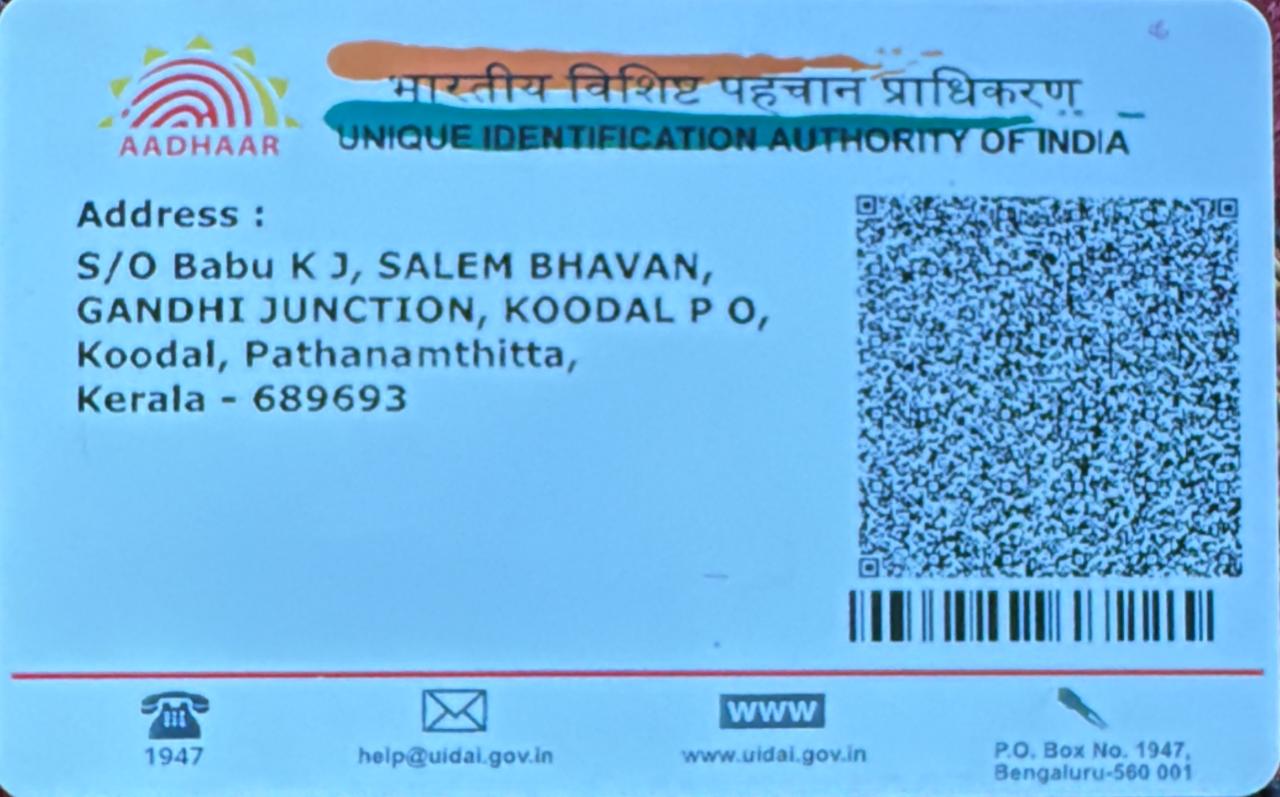 AADHAAR
भारतीय विशिष्ट पहचान प्राधिकरण
UNIQUE IDENTIFICATION AUTHORITY OF INDIA
Address :
S/O Babu K J, SALEM BHAVAN,
GANDHI JUNCTION, KOODAL P O,
Koodal, Pathanamthitta,
Kerala - 689693
1947
help@uidai.gov.in
www
www.uidai.gov.in
P.O. Box No. 1947,
Bengaluru-560 001